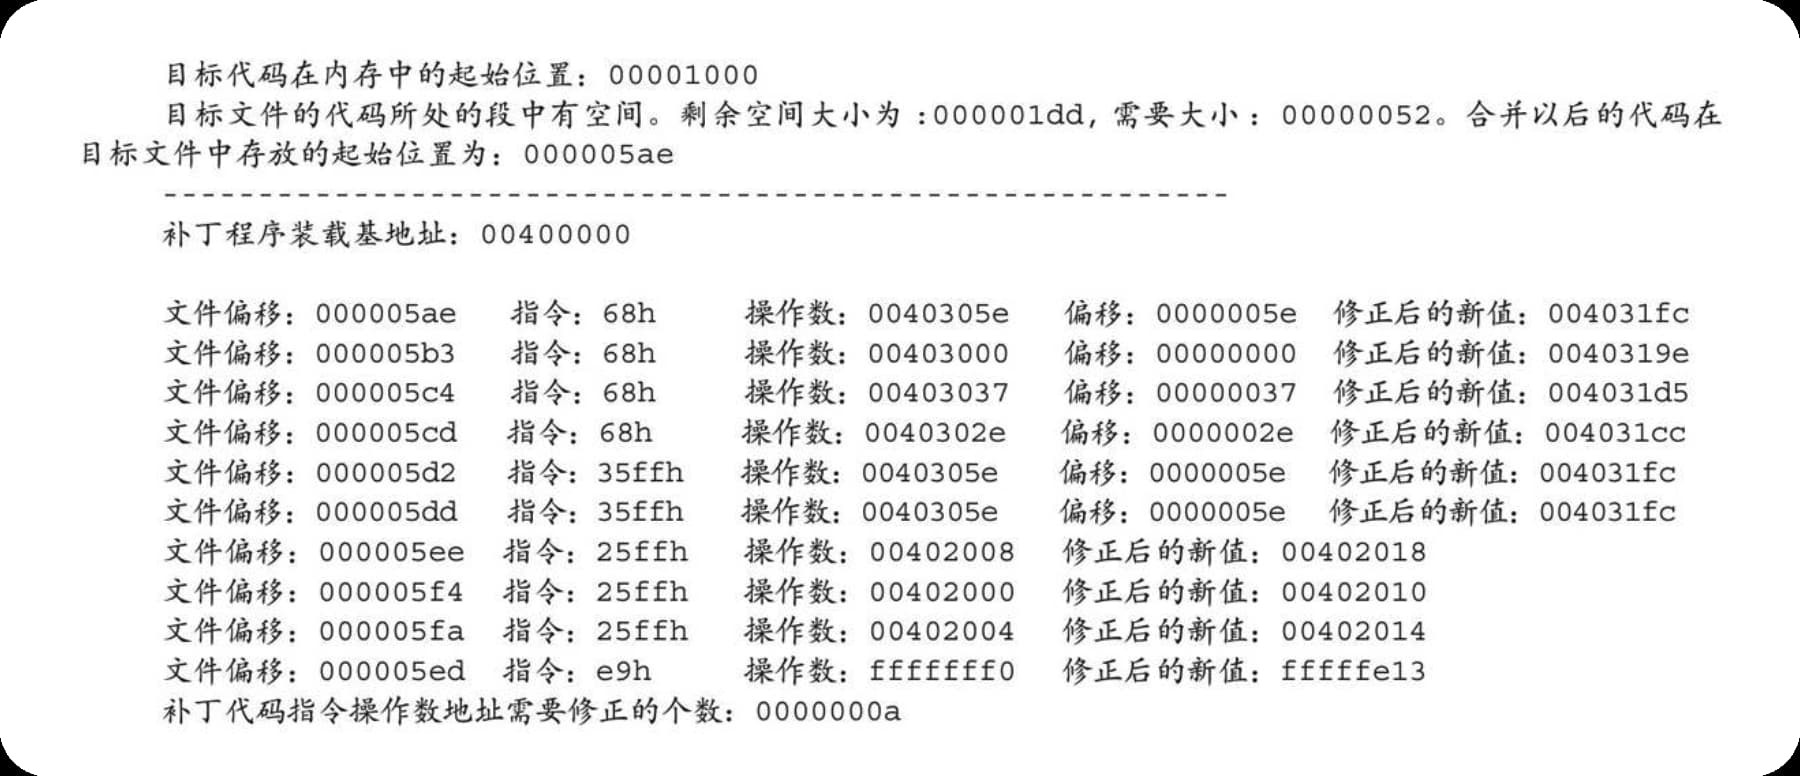 目标代码在内存中的起始位置：00001000
目标文件的代码所处的段中有空间。剩余空间大小为:000001dd,需要大小：00000052。合并以后的代码在
目标文件中存放的起始位置为：000005ae
--------------------------------------------------------
补丁程序装载基地址：00400000
文件偏移：000005ae 指令：68h 操作数：0040305e 偏移：0000005e 修正后的新值：004031fc
文件偏移：000005b3 指令：68h 操作数：00403000 偏移：00000000 修正后的新值：0040319e
文件偏移：000005c4 指令：68h 操作数：00403037 偏移：00000037 修正后的新值：004031d5
文件偏移：000005cd 指令：68h 操作数：0040302e 偏移：0000002e 修正后的新值：004031cc
文件偏移：000005d2 指令：35ffh 操作数：0040305e 偏移：0000005e 修正后的新值：004031fc
文件偏移：000005dd 指令：35ffh 操作数：0040305e 偏移：0000005e 修正后的新值：004031fc
文件偏移：000005ee 指令：25ffh 操作数：00402008 修正后的新值：00402018
文件偏移：000005f4 指令：25ffh 操作数：00402000 修正后的新值：00402010
文件偏移：000005fa 指令：25ffh 操作数：00402004 修正后的新值：00402014
文件偏移：000005ed 指令：e9h 操作数：fffffff0 修正后的新值：fffffe13
补丁代码指令操作数地址需要修正的个数：0000000a